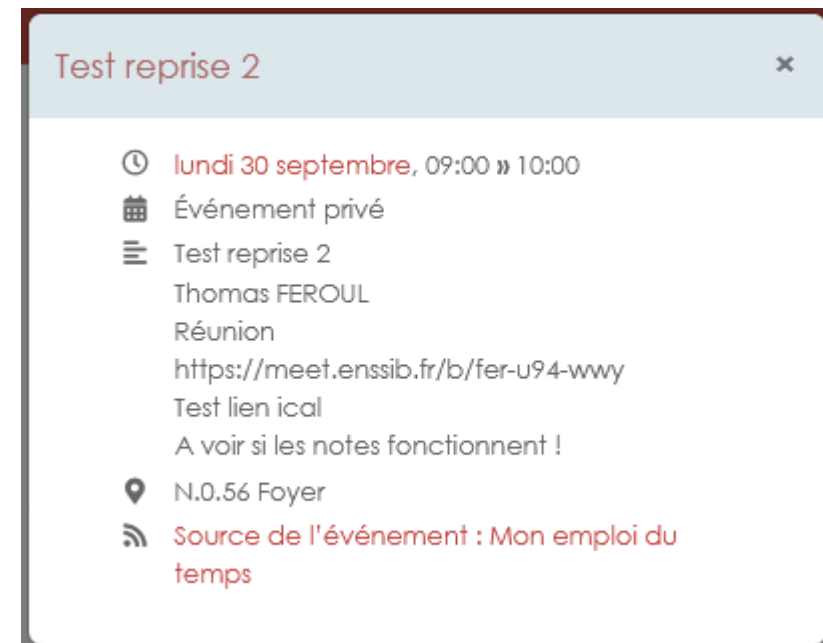 Test reprise 2
lundi 30 septembre, 09:00 » 10:00
Événement privé
Test reprise 2
Thomas FEROUL
Réunion
https://meet.enssib.fr/b/fer-u94-wwy
Test lien ical
A voir si les notes fonctionnent !
N.0.56 Foyer
Source de l'événement : Mon emploi du
temps